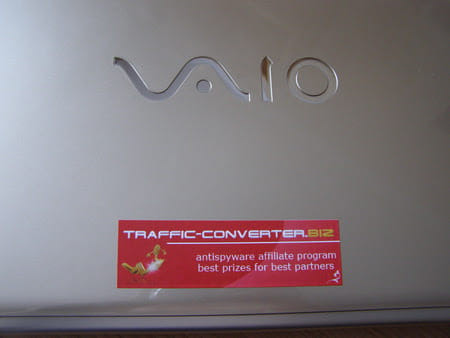 VAIO
TRAFFIC-CONVERTER.BIZ
antispyware affiliate program
best prizes for best partners